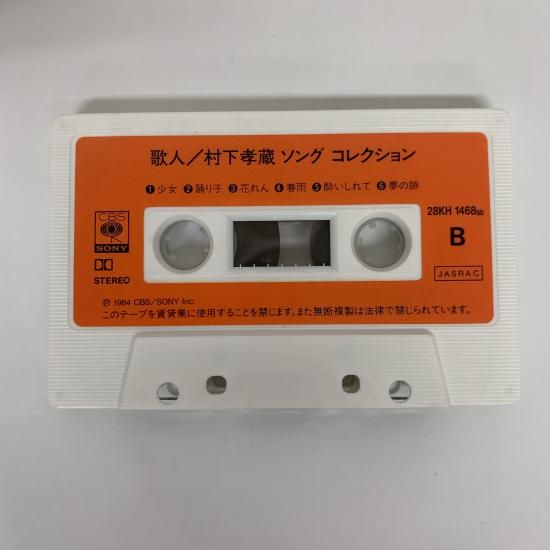 歌人／村下孝蔵 ソング コレクション
❶少女 ❷踊り子 ❸花れん ❹春雨 ❺酔いしれて ❻夢の跡
28KH 1468SD
CBS
SONY
B
STEREO
JASRAC
Ⓟ 1984 CBS/SONY Inc.
このテープを賃貸業に使用することを禁じます。また無断複製は法律で禁じられています。